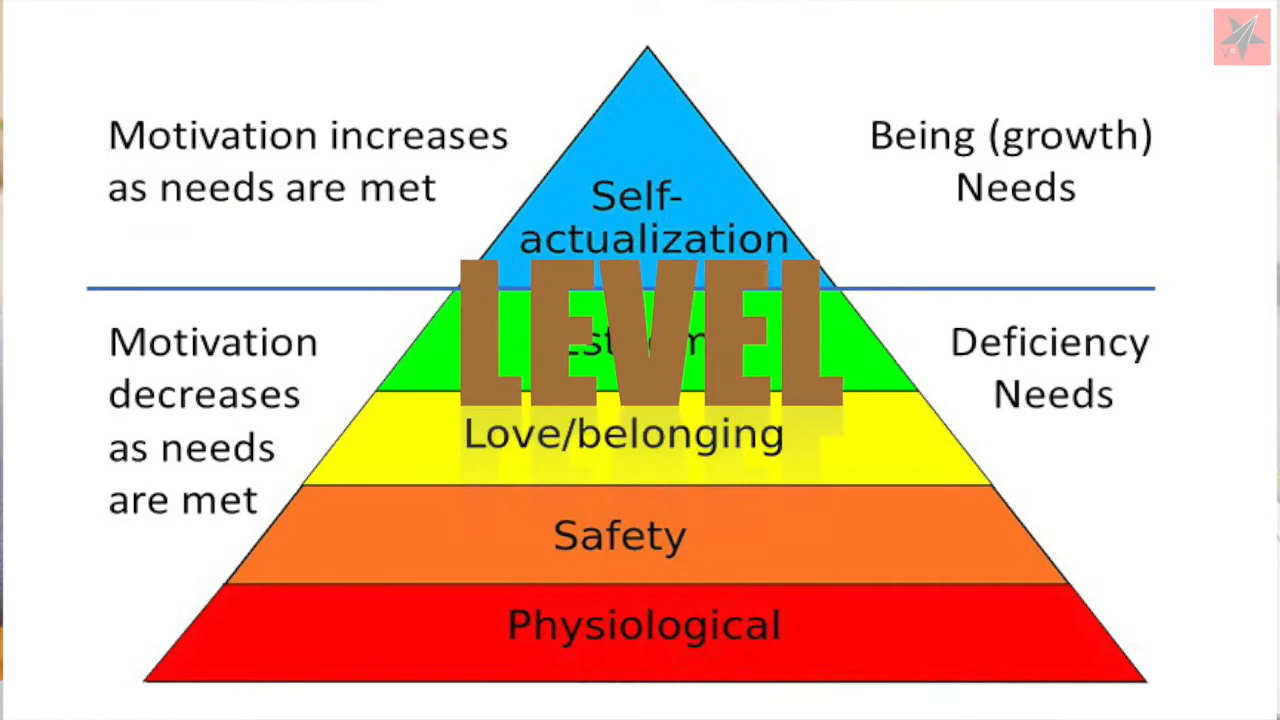 Motivation increases
as needs are met
Being (growth)
Needs
Self-
actualization
LEVEL
Motivation
decreases
as needs
are met
Deficiency
Needs
Love/belonging
Safety
Physiological